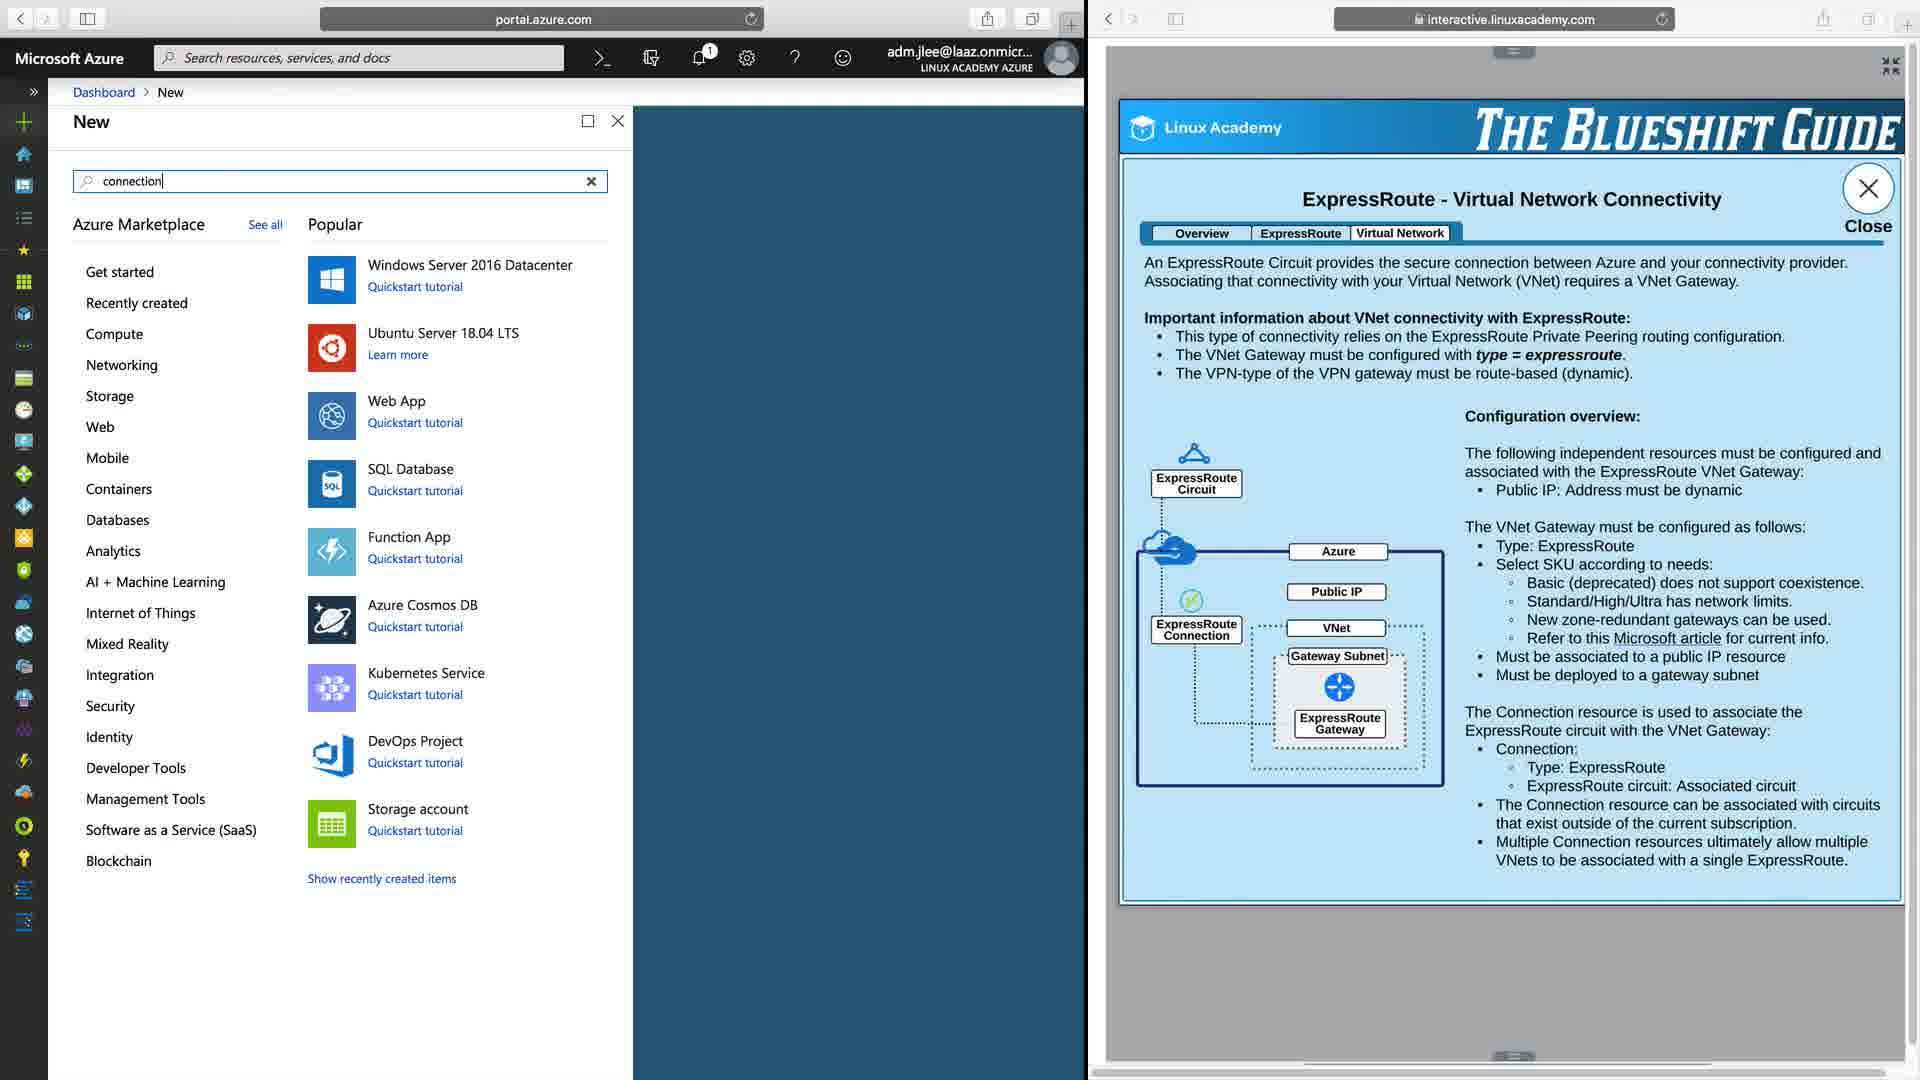 portal.azure.com
Microsoft Azure
Search resources, services, and docs
1
adm.jlee@laaz.onmicr...
LINUX ACADEMY AZURE
Dashboard
New
New
connection
Azure Marketplace
See all
Popular
Get started
Recently created
Compute
Networking
Storage
Web
Mobile
Containers
Databases
Analytics
AI + Machine Learning
Internet of Things
Mixed Reality
Integration
Security
Identity
Developer Tools
Management Tools
Software as a Service (SaaS)
Blockchain
Windows Server 2016 Datacenter
Quickstart tutorial
Ubuntu Server 18.04 LTS
Learn more
Web App
Quickstart tutorial
SQL
SQL Database
Quickstart tutorial
Function App
Quickstart tutorial
Azure Cosmos DB
Quickstart tutorial
Kubernetes Service
Quickstart tutorial
DevOps Project
Quickstart tutorial
Storage account
Quickstart tutorial
Show recently created items
interactive.linuxacademy.com
Linux Academy
THE BLUESHIFT GUIDE
ExpressRoute - Virtual Network Connectivity
Close
Overview
ExpressRoute
Virtual Network
An ExpressRoute Circuit provides the secure connection between Azure and your connectivity provider.
Associating that connectivity with your Virtual Network (VNet) requires a VNet Gateway.
Important information about VNet connectivity with ExpressRoute:
• This type of connectivity relies on the ExpressRoute Private Peering routing configuration.
• The VNet Gateway must be configured with type = expressroute.
• The VPN-type of the VPN gateway must be route-based (dynamic).
ExpressRoute
Circuit
Azure
Public IP
ExpressRoute
Connection
VNet
Gateway Subnet
ExpressRoute
Gateway
Configuration overview:
The following independent resources must be configured and
associated with the ExpressRoute VNet Gateway:
• Public IP: Address must be dynamic
The VNet Gateway must be configured as follows:
• Type: ExpressRoute
• Select SKU according to needs:
◦ Basic (deprecated) does not support coexistence.
◦ Standard/High/Ultra has network limits.
◦ New zone-redundant gateways can be used.
◦ Refer to this Microsoft article for current info.
• Must be associated to a public IP resource
• Must be deployed to a gateway subnet
The Connection resource is used to associate the
ExpressRoute circuit with the VNet Gateway:
• Connection:
◦ Type: ExpressRoute
◦ ExpressRoute circuit: Associated circuit
• The Connection resource can be associated with circuits
that exist outside of the current subscription.
• Multiple Connection resources ultimately allow multiple
VNets to be associated with a single ExpressRoute.